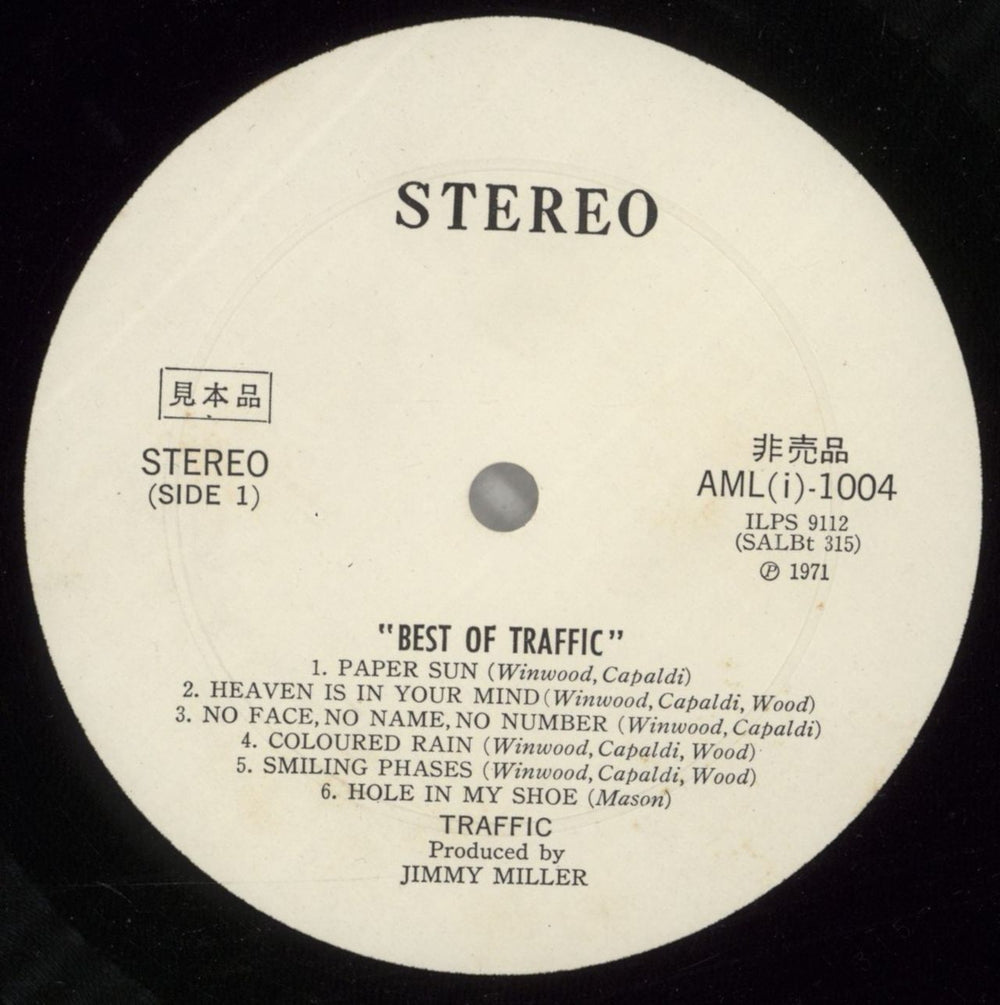 STEREO
見本品
STEREO
(SIDE 1)
非売品
AML(i)-1004
ILPS 9112
(SALBt 315)
Ⓟ 1971
"BEST OF TRAFFIC"
1. PAPER SUN (Winwood, Capaldi)
2. HEAVEN IS IN YOUR MIND (Winwood, Capaldi, Wood)
3. NO FACE, NO NAME, NO NUMBER (Winwood, Capaldi)
4. COLOURED RAIN (Winwood, Capaldi, Wood)
5. SMILING PHASES (Winwood, Capaldi, Wood)
6. HOLE IN MY SHOE (Mason)
TRAFFIC
Produced by
JIMMY MILLER